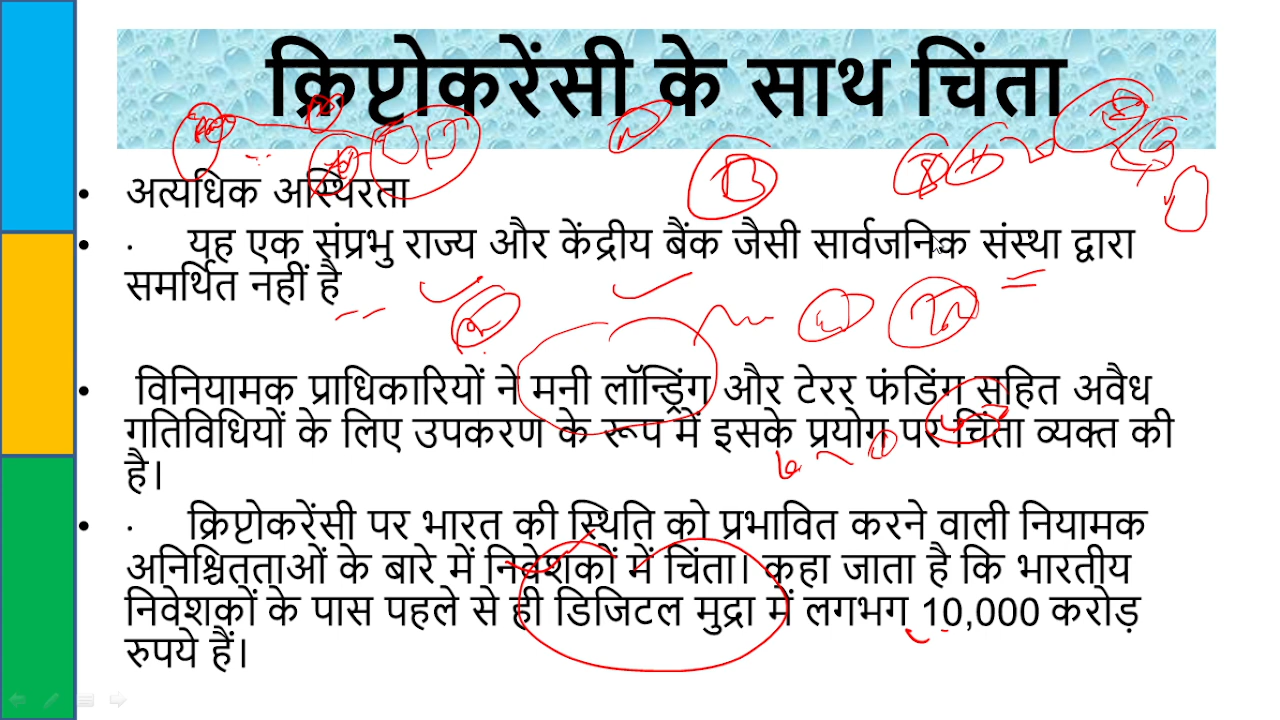 क्रिप्टोकरेंसी के साथ चिंता
• अत्यधिक अस्थिरता
• · यह एक संप्रभु राज्य और केंद्रीय बैंक जैसी सार्वजनिक संस्था द्वारा
समर्थित नहीं है
• विनियामक प्राधिकारियों ने मनी लॉन्ड्रिंग और टेरर फंडिंग सहित अवैध
गतिविधियों के लिए उपकरण के रूप में इसके प्रयोग पर चिंता व्यक्त की
है।
• · क्रिप्टोकरेंसी पर भारत की स्थिति को प्रभावित करने वाली नियामक
अनिश्चितताओं के बारे में निवेशकों में चिंता। कहा जाता है कि भारतीय
निवेशकों के पास पहले से ही डिजिटल मुद्रा में लगभग 10,000 करोड़
रुपये हैं।